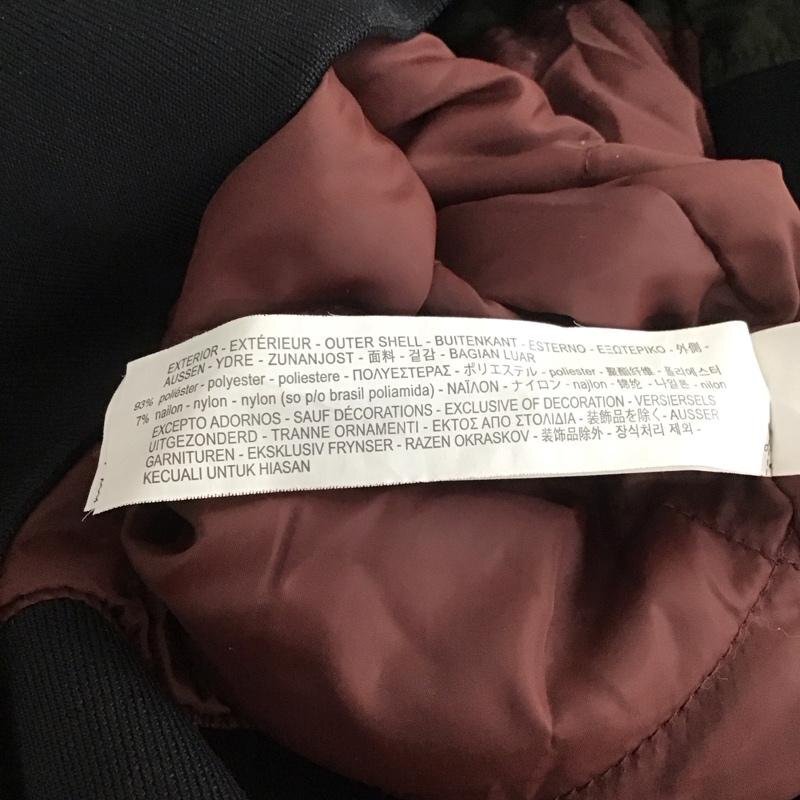 EXTERIOR - EXTÉRIEUR - OUTER SHELL - BUITENKANT - ESTERNO - ΕΞΩΤΕΡΙΚΟ - 外側 -
AUSSEN - YDRE - ZUNANJOST - 面料 - 겉감 - BAGIAN LUAR
93% poliéster - polyester - poliestere - ΠΟΛΥΕΣΤΕΡΑΣ - ポリエステル - poliester - 聚酯纤维 - 폴리에스터
7% nailon - nylon - nylon (so p/o brasil poliamida) - ΝΑΪΛΟΝ - ナイロン - najlon - 锦纶 - 나일론 - nilon
EXCEPTO ADORNOS - SAUF DÉCORATIONS - EXCLUSIVE OF DECORATION - VERSIERSELS
UITGEZONDERD - TRANNE ORNAMENTI - ΕΚΤΟΣ ΑΠΟ ΣΤΟΛΙΔΙΑ - 装飾品を除く - AUSSER
GARNITUREN - EKSKLUSIV FRYNSER - RAZEN OKRASKOV - 装饰品除外 - 장식처리 제외 -
KECUALI UNTUK HIASAN